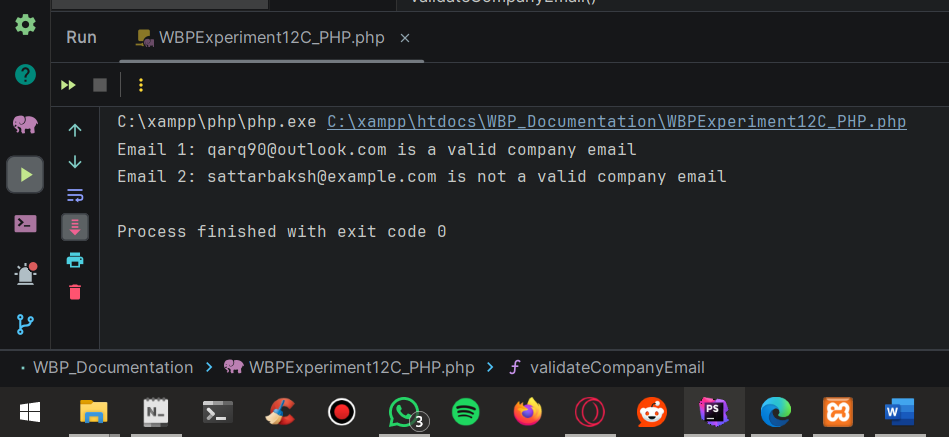 validateCompanyEmail()
Run
WBPExperiment12C_PHP.php
C:\xampp\php\php.exe C:\xampp\htdocs\WBP_Documentation\WBPExperiment12C_PHP.php
Email 1: qarq90@outlook.com is a valid company email
Email 2: sattarbaksh@example.com is not a valid company email
Process finished with exit code 0
WBP_Documentation > WBPExperiment12C_PHP.php > validateCompanyEmail
N_
3
PS
W